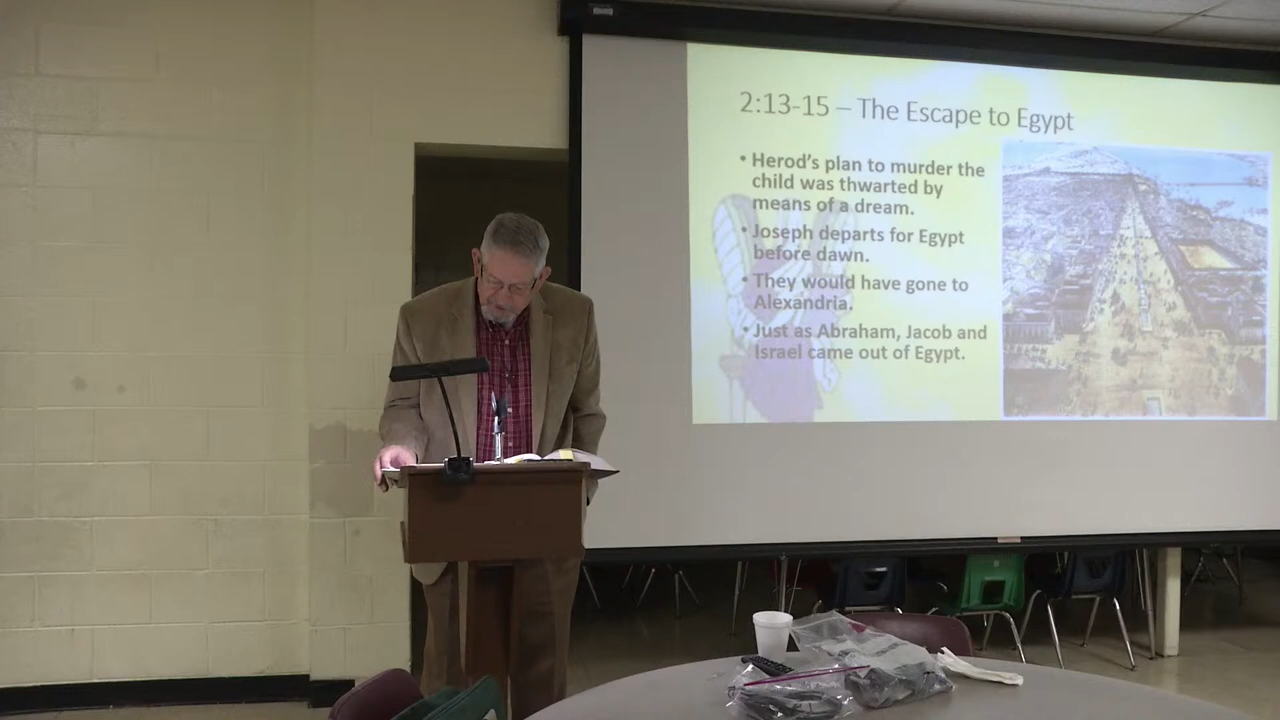 2:13-15 – The Escape to Egypt
• Herod's plan to murder the
child was thwarted by
means of a dream.
• Joseph departs for Egypt
before dawn.
• They would have gone to
Alexandria.
• Just as Abraham, Jacob and
Israel came out of Egypt.